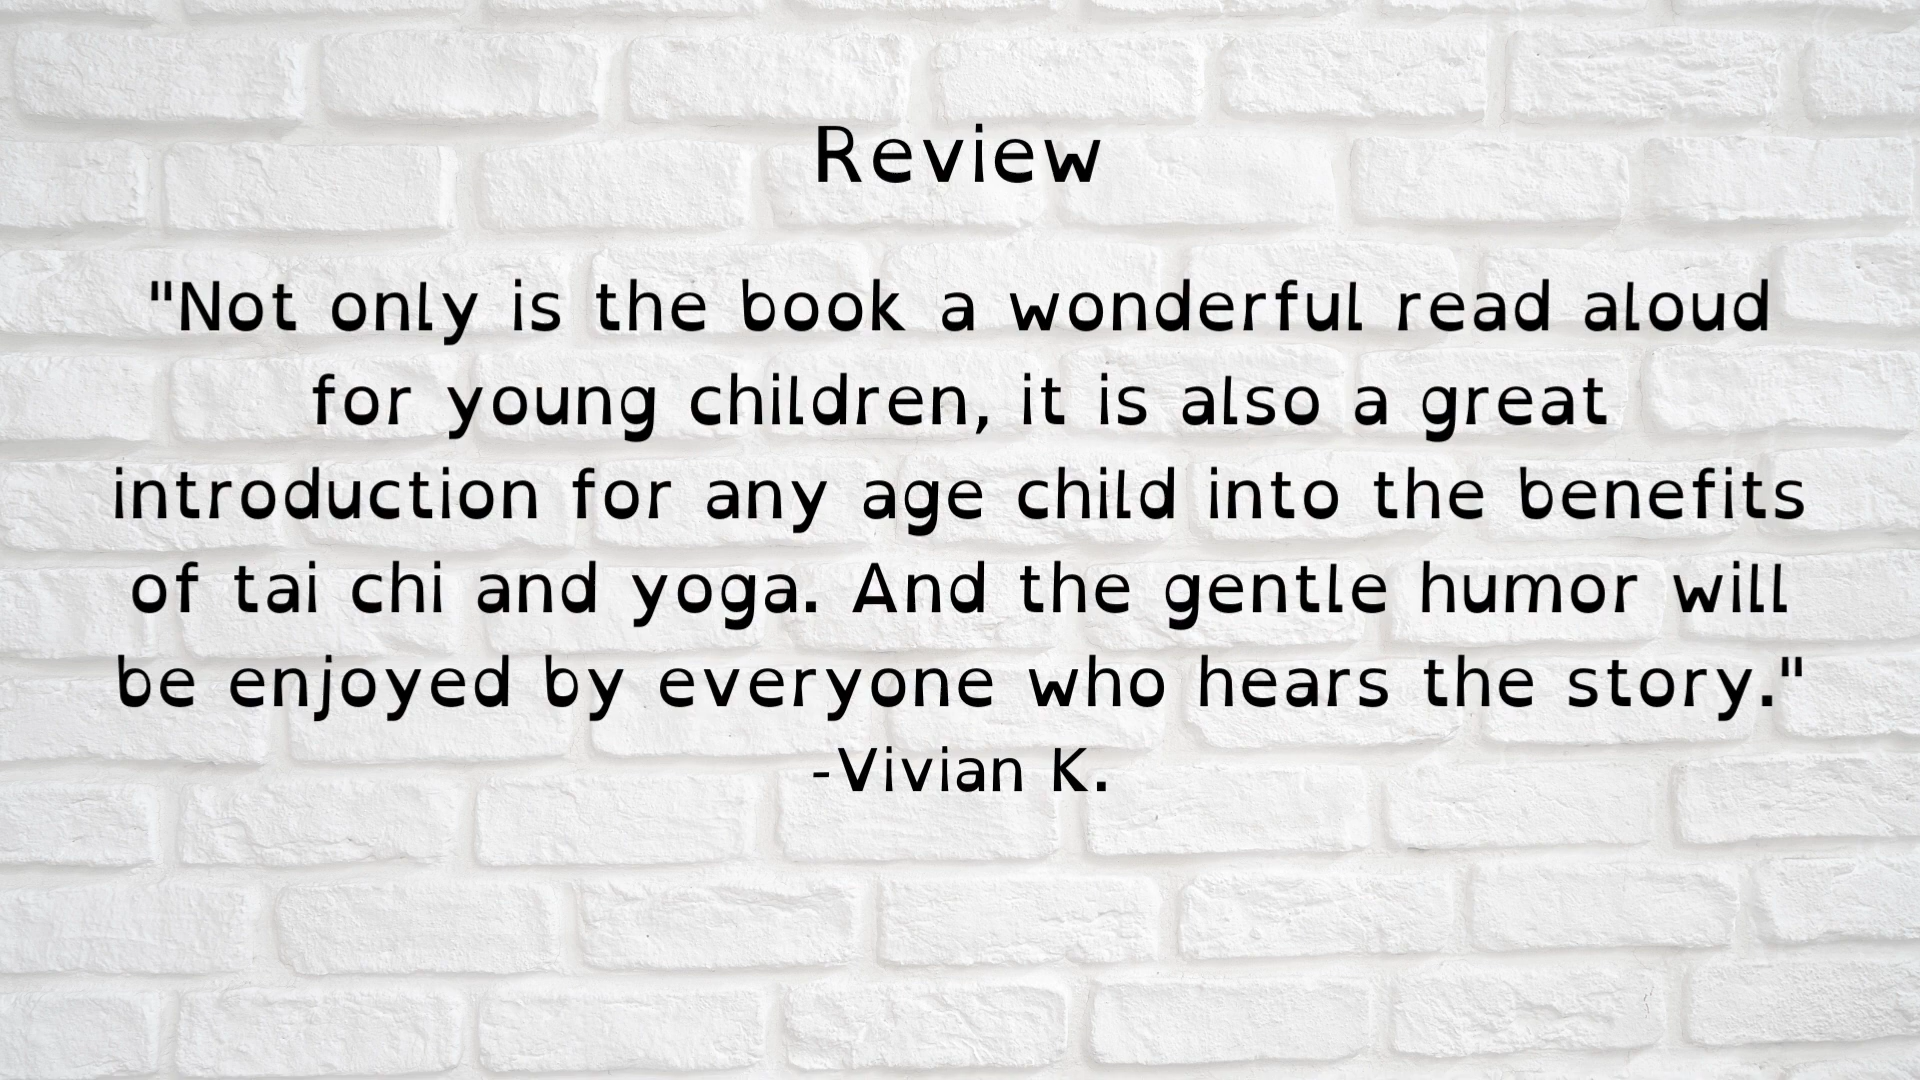 Review
"Not only is the book a wonderful read aloud
for young children, it is also a great
introduction for any age child into the benefits
of tai chi and yoga. And the gentle humor will
be enjoyed by everyone who hears the story."
-Vivian K.